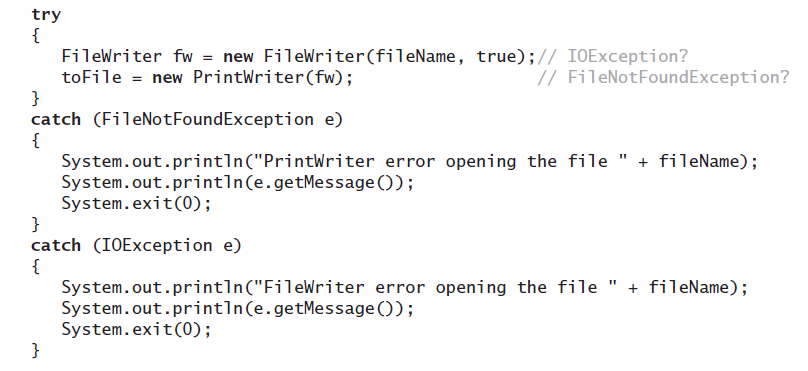 try
{
FileWriter fw = new FileWriter(fileName, true);// IOException?
toFile = new PrintWriter(fw); // FileNotFoundException?
}
catch (FileNotFoundException e)
{
System.out.println("PrintWriter error opening the file " + fileName);
System.out.println(e.getMessage());
System.exit(0);
}
catch (IOException e)
{
System.out.println("FileWriter error opening the file " + fileName);
System.out.println(e.getMessage());
System.exit(0);
}